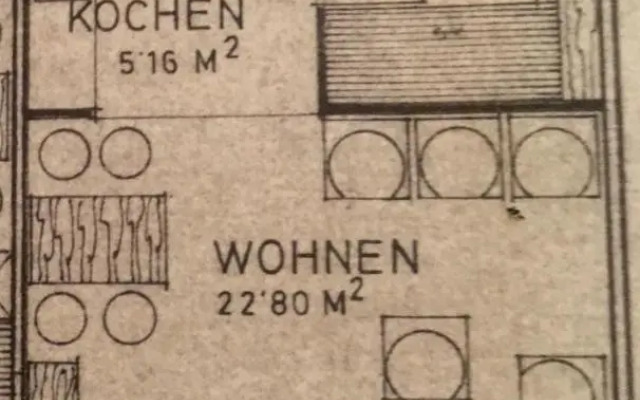 KOCHEN
5'16 M²
WOHNEN
22'80 M²